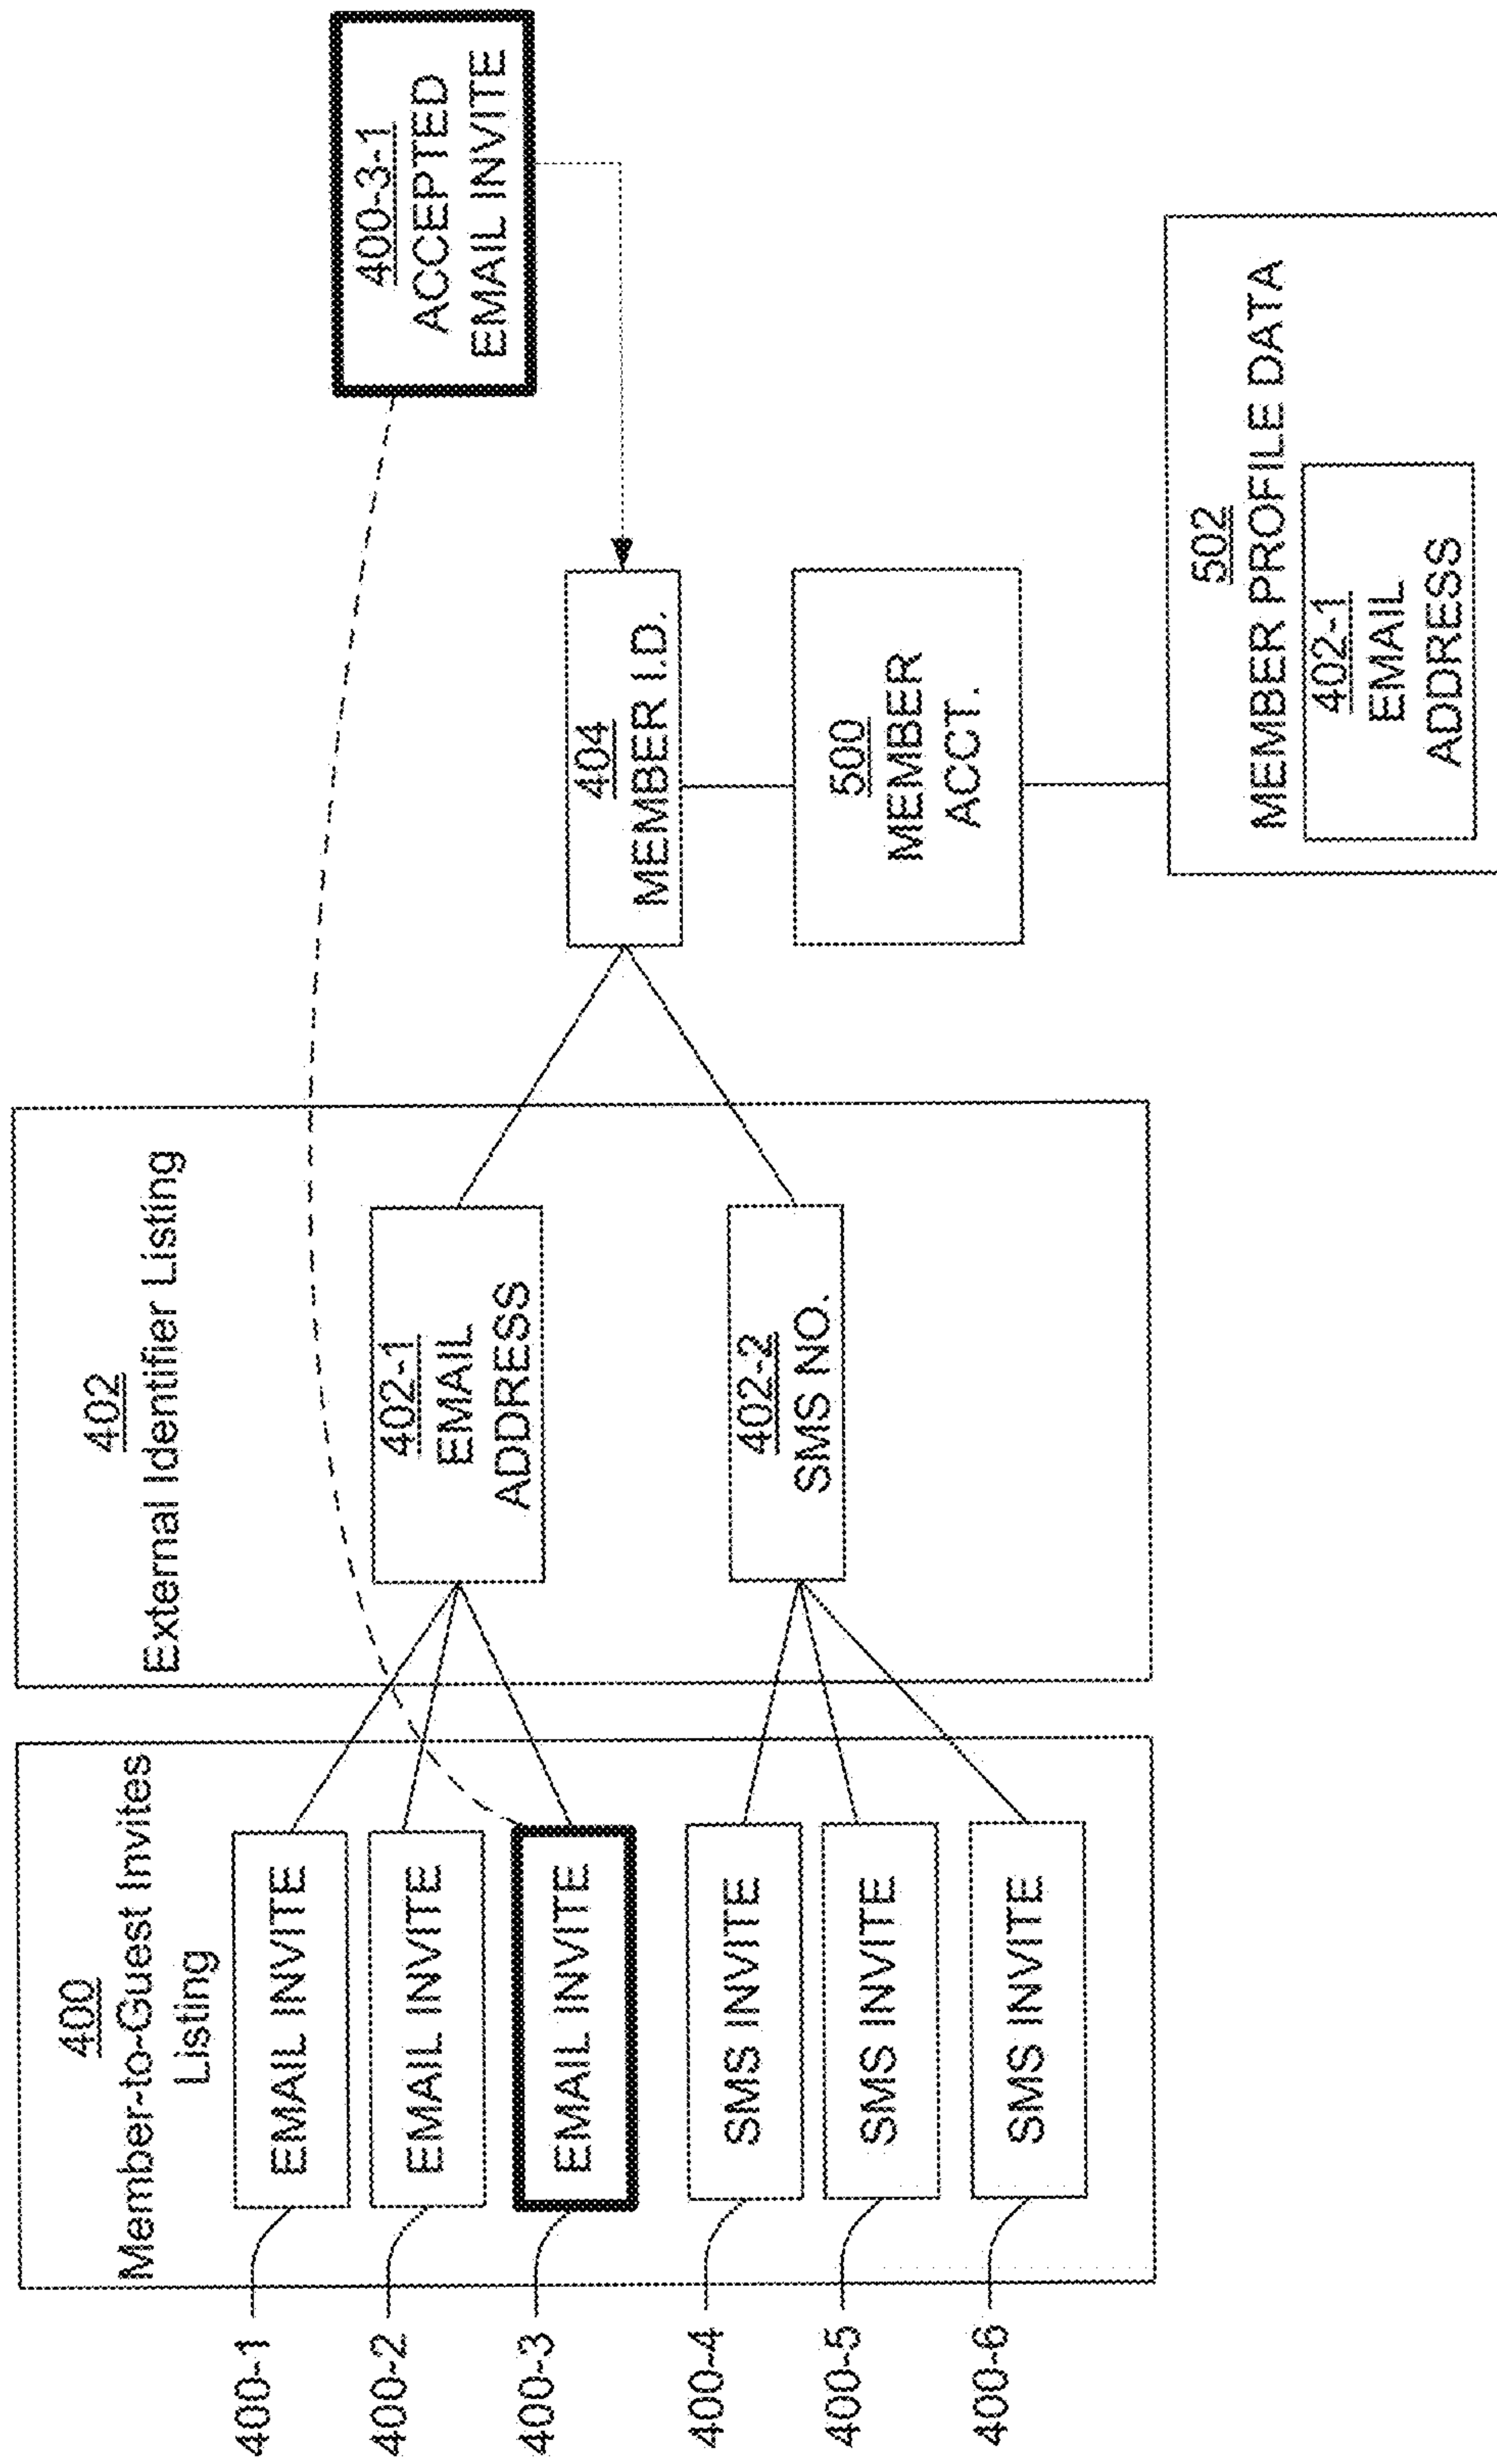 400
Member-to-Guest Invites
Listing
400-1
EMAIL INVITE
400-2
EMAIL INVITE
400-3
EMAIL INVITE
400-4
SMS INVITE
400-5
SMS INVITE
400-6
SMS INVITE
402
External Identifier Listing
402-1
EMAIL
ADDRESS
402-2
SMS NO.
404
MEMBER I.D.
500
MEMBER
ACCT.
400-3-1
ACCEPTED
EMAIL INVITE
502
MEMBER PROFILE DATA
402-1
EMAIL
ADDRESS